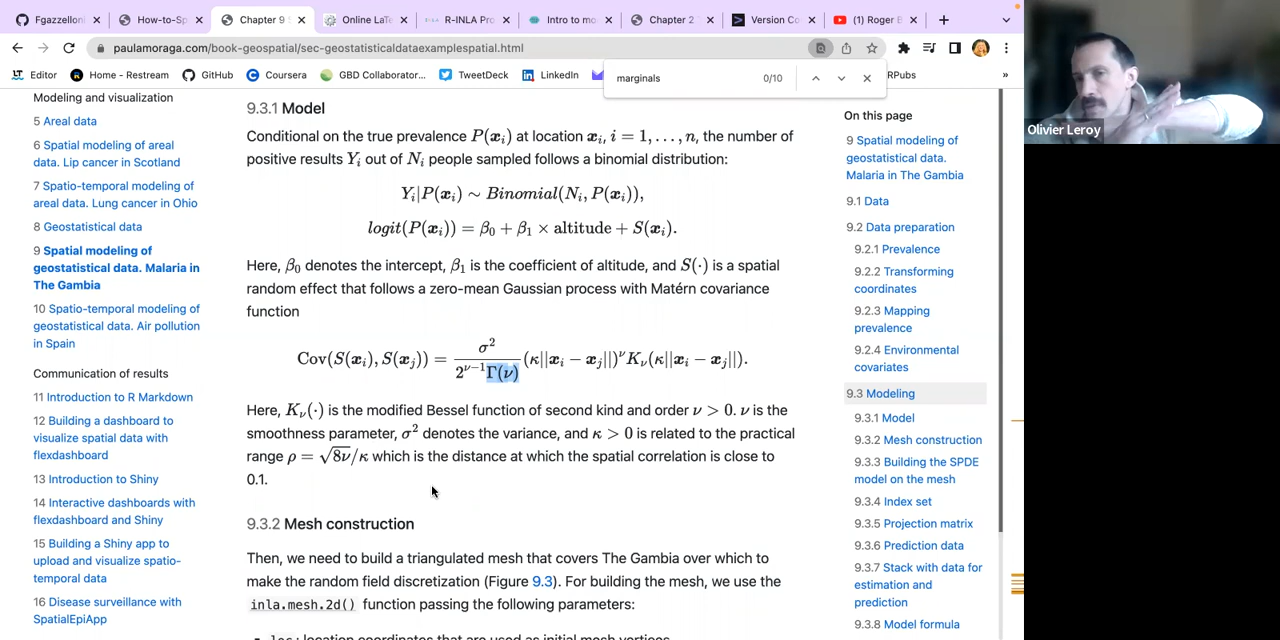 Fgazzelloni
How-to-Sp
Chapter 9 S
Online LaTe
R-INLA Pro
Intro to mo
Chapter 2
Version Co
(1) Roger B
paulamoraga.com/book-geospatial/sec-geostatisticaldataexamplespatial.html
Editor
Home - Restream
GitHub
Coursera
GBD Collaborator...
TweetDeck
LinkedIn
RPubs
»
marginals
0/10
Olivier Leroy
Modeling and visualization
5 Areal data
6 Spatial modeling of areal
data. Lip cancer in Scotland
7 Spatio-temporal modeling of
areal data. Lung cancer in Ohio
8 Geostatistical data
9 Spatial modeling of
geostatistical data. Malaria in
The Gambia
10 Spatio-temporal modeling of
geostatistical data. Air pollution
in Spain
Communication of results
11 Introduction to R Markdown
12 Building a dashboard to
visualize spatial data with
flexdashboard
13 Introduction to Shiny
14 Interactive dashboards with
flexdashboard and Shiny
15 Building a Shiny app to
upload and visualize spatio-
temporal data
16 Disease surveillance with
SpatialEpiApp
9.3.1 Model
Conditional on the true prevalence P(𝒙ᵢ) at location 𝒙ᵢ, i = 1, . . . , n, the number of
positive results Yᵢ out of Nᵢ people sampled follows a binomial distribution:
Yᵢ|P(𝒙ᵢ) ∼ Binomial(Nᵢ, P(𝒙ᵢ)),
logit(P(𝒙ᵢ)) = β₀ + β₁ × altitude + S(𝒙ᵢ).
Here, β₀ denotes the intercept, β₁ is the coefficient of altitude, and S(·) is a spatial
random effect that follows a zero-mean Gaussian process with Matérn covariance
function
Cov(S(𝒙ᵢ), S(𝒙ⱼ)) = σ² / 2^{ν−1}Γ(ν) (κ||𝒙ᵢ − 𝒙ⱼ||)^ν K_ν(κ||𝒙ᵢ − 𝒙ⱼ||).
Here, K_ν(·) is the modified Bessel function of second kind and order ν > 0. ν is the
smoothness parameter, σ² denotes the variance, and κ > 0 is related to the practical
range ρ = √8ν/κ which is the distance at which the spatial correlation is close to
0.1.
9.3.2 Mesh construction
Then, we need to build a triangulated mesh that covers The Gambia over which to
make the random field discretization (Figure 9.3). For building the mesh, we use the
inla.mesh.2d() function passing the following parameters:
loc: location coordinates that are used as initial mesh vertices
On this page
9 Spatial modeling of
geostatistical data.
Malaria in The Gambia
9.1 Data
9.2 Data preparation
9.2.1 Prevalence
9.2.2 Transforming
coordinates
9.2.3 Mapping
prevalence
9.2.4 Environmental
covariates
9.3 Modeling
9.3.1 Model
9.3.2 Mesh construction
9.3.3 Building the SPDE
model on the mesh
9.3.4 Index set
9.3.5 Projection matrix
9.3.6 Prediction data
9.3.7 Stack with data for
estimation and
prediction
9.3.8 Model formula